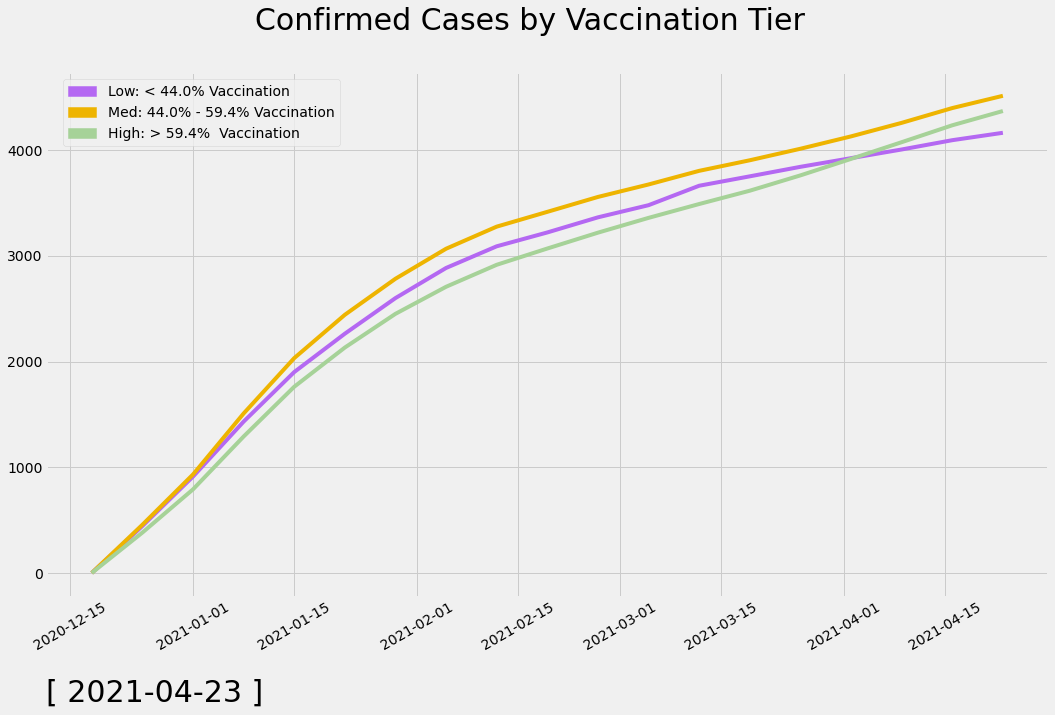 Confirmed Cases by Vaccination Tier
Low: < 44.0% Vaccination
Med: 44.0% - 59.4% Vaccination
High: > 59.4%  Vaccination
4000
3000
2000
1000
0
2020-12-15
2021-01-01
2021-01-15
2021-02-01
2021-02-15
2021-03-01
2021-03-15
2021-04-01
2021-04-15
[ 2021-04-23 ]